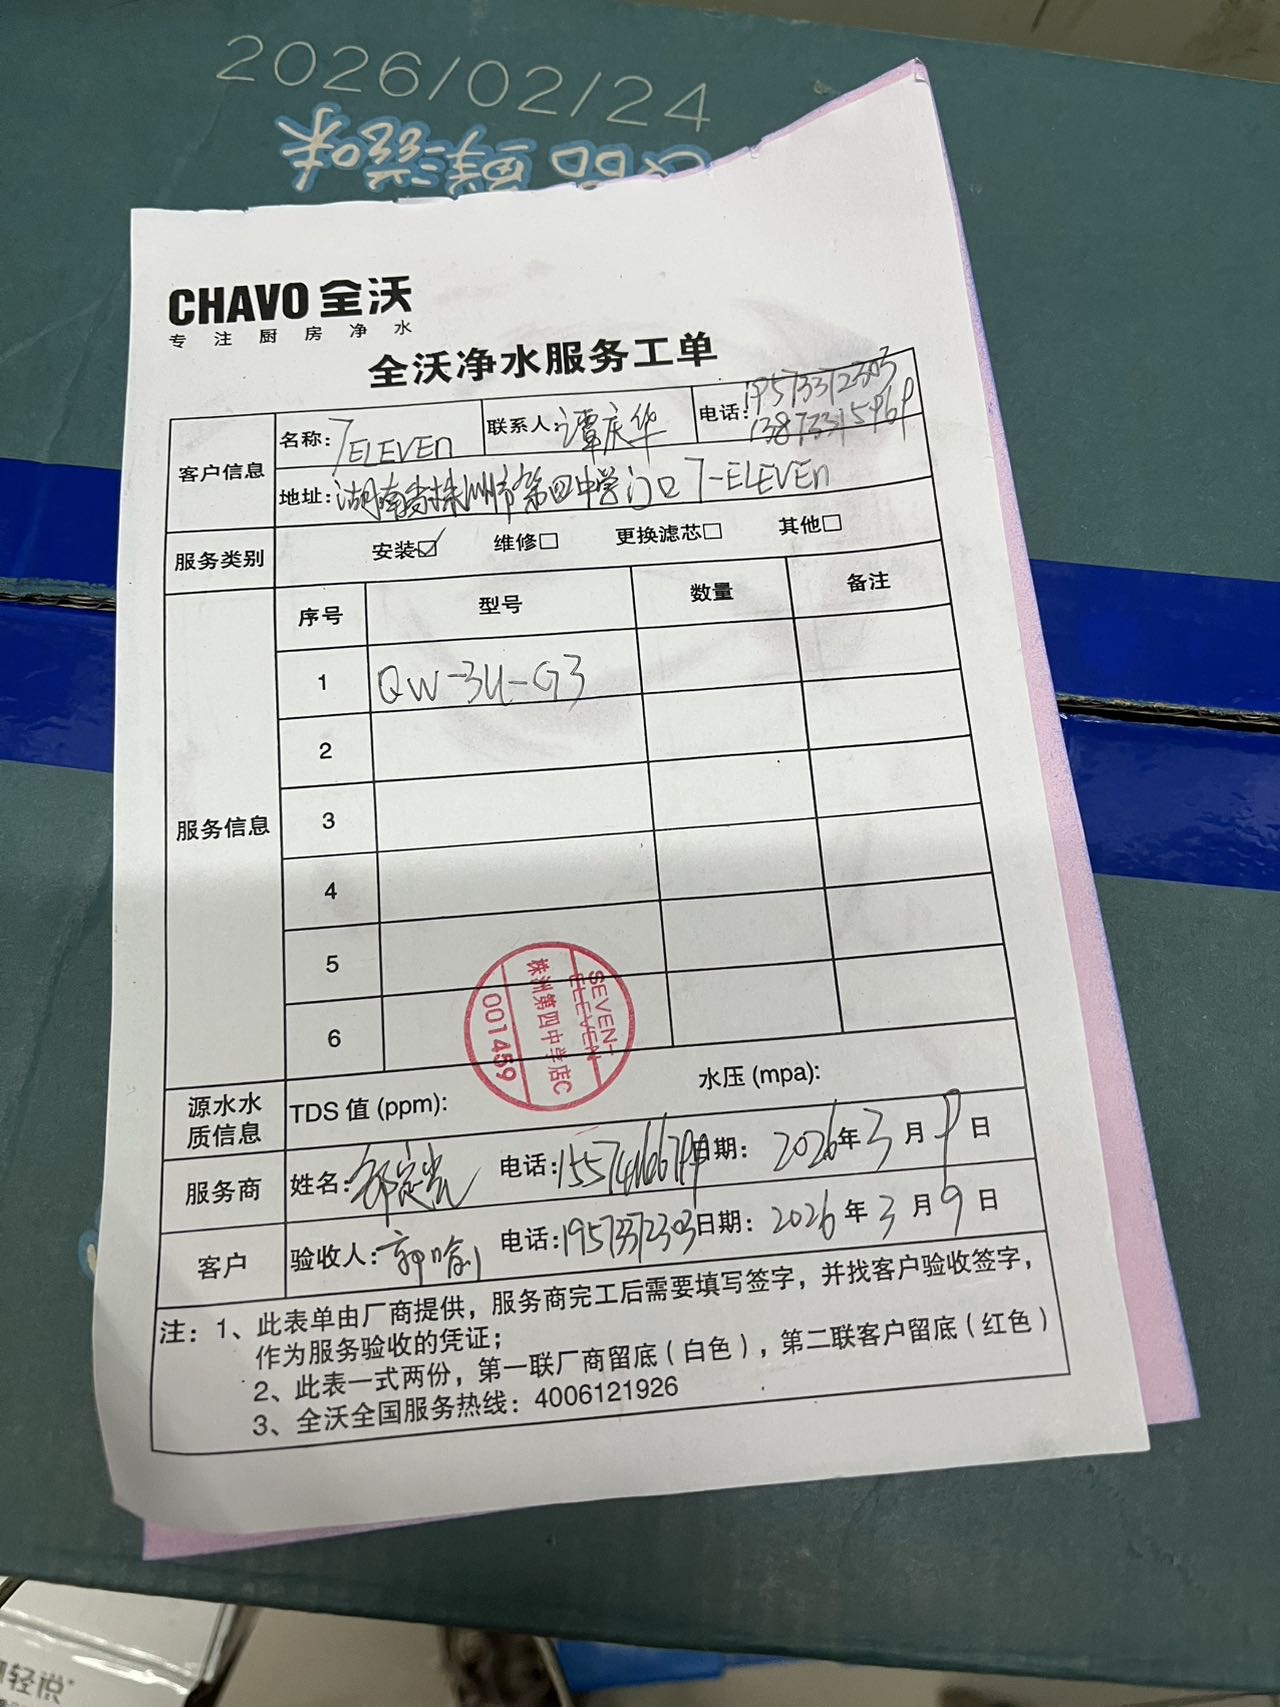 2026/02/24
CHAVO 全沃
专注厨房净水
全沃净水服务工单
客户信息
名称: 7ELEVEn
联系人: 谭庆华
电话: 19573312303
地址: 湖南省株洲市第四中学门口 7-ELEVEn
服务类别
安装☑ 维修□ 更换滤芯□ 其他□
服务信息
序号 型号 数量 备注
1 QW-3U-G3
2
3
4
5
6
SEVEN-
ELEVEN
株洲第四中学店C
001459
源水水质信息
TDS 值 (ppm): 水压 (mpa):
服务商 姓名: 电话: 日期: 2026年3月9日
客户 验收人: 郭喻 电话: 19573312303 日期: 2026年3月9日
注: 1、此表单由厂商提供，服务商完工后需要填写签字，并找客户验收签字，
作为服务验收的凭证；
2、此表一式两份，第一联厂商留底（白色），第二联客户留底（红色）
3、全沃全国服务热线：4006121926
轻悦